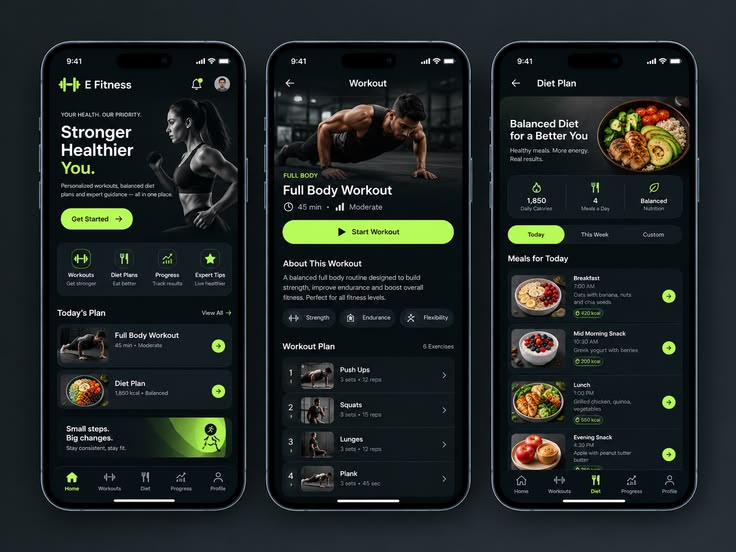 9:41
E Fitness
YOUR HEALTH. OUR PRIORITY.
Stronger
Healthier
You.
Personalized workouts, balanced diet
plans and expert guidance — all in one place.
Get Started
Workouts
Get stronger
Diet Plans
Eat better
Progress
Track results
Expert Tips
Live healthier
Today's Plan
View All
Full Body Workout
45 min • Moderate
Diet Plan
1,850 kcal • Balanced
Small steps.
Big changes.
Stay consistent, stay fit.
Home
Workouts
Diet
Progress
Profile
9:41
Workout
FULL BODY
Full Body Workout
45 min • Moderate
Start Workout
About This Workout
A balanced full body routine designed to build
strength, improve endurance and boost overall
fitness. Perfect for all fitness levels.
Strength
Endurance
Flexibility
Workout Plan
6 Exercises
1
Push Ups
3 sets • 12 reps
2
Squats
3 sets • 15 reps
3
Lunges
3 sets • 12 reps
4
Plank
3 sets • 45 sec
9:41
Diet Plan
Balanced Diet
for a Better You
Healthy meals. More energy.
Real results.
1,850
Daily Calories
4
Meals a Day
Balanced
Nutrition
Today
This Week
Custom
Meals for Today
Breakfast
7:00 AM
Oats with banana, nuts
and chia seeds
420 kcal
Mid Morning Snack
10:30 AM
Greek yogurt with berries
200 kcal
Lunch
1:00 PM
Grilled chicken, quinoa,
vegetables
550 kcal
Evening Snack
4:30 PM
Apple with peanut butter
butter
Home
Workouts
Diet
Progress
Profile